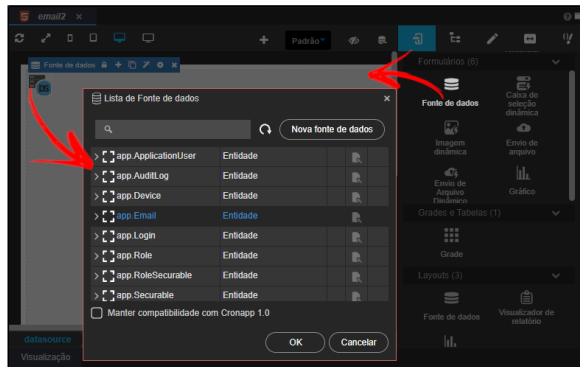 email2 ×
Padrão
Fonte de dados
DS
Lista de Fonte de dados
Nova fonte de dados
app.ApplicationUser Entidade
app.AuditLog Entidade
app.Device Entidade
app.Email Entidade
app.Login Entidade
app.Role Entidade
app.RoleSecurable Entidade
app.Securable Entidade
Manter compatibilidade com Cronapp 1.0
OK Cancelar
datasource
Visualização
Formulários (6)
Fonte de dados
Caixa de
seleção
dinâmica
Imagem
dinâmica
Envio de
arquivo
Envio de
Arquivo
Dinâmico
Gráfico
Grades e Tabelas (1)
Grade
Layouts (3)
Fonte de dados
Visualizador de
relatório